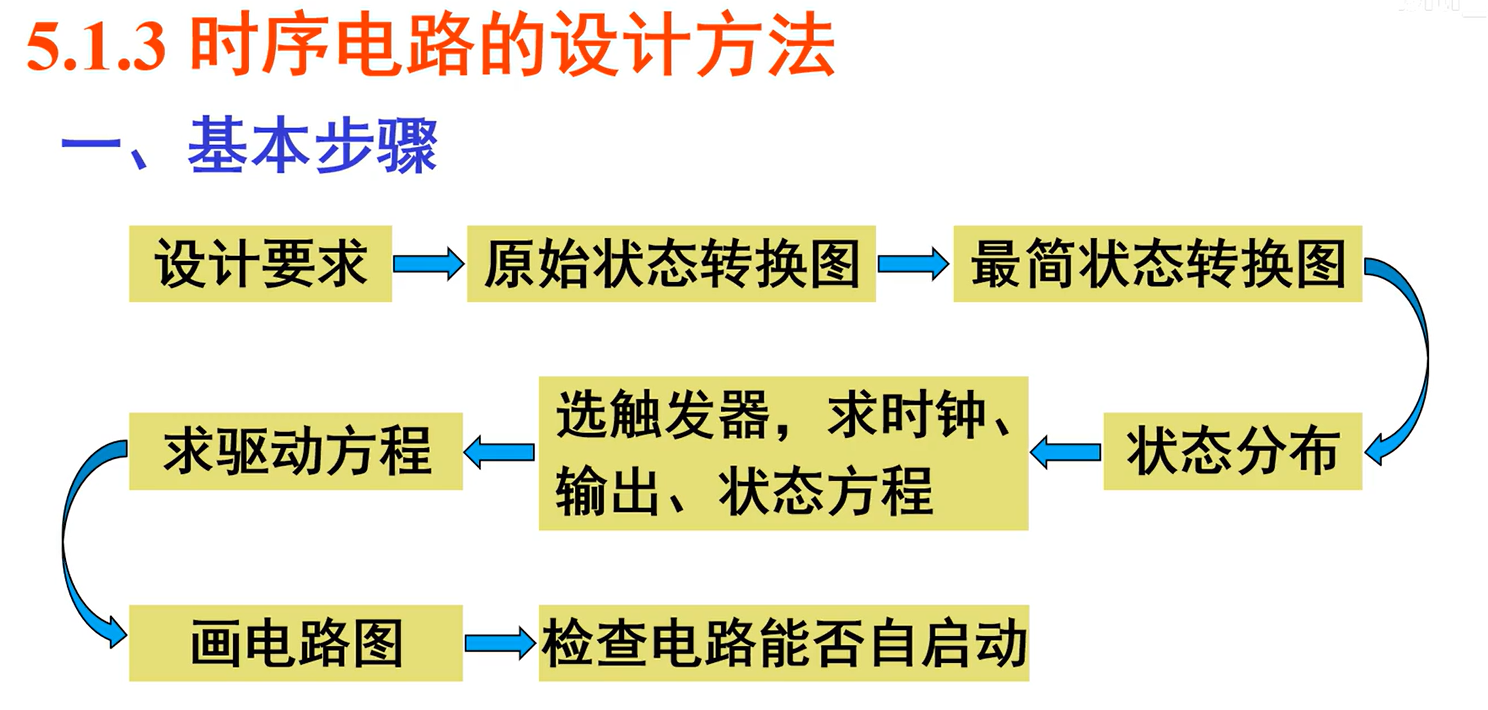 5.1.3 时序电路的设计方法
一、基本步骤
设计要求
原始状态转换图
最简状态转换图
状态分布
选触发器，求时钟、
输出、状态方程
求驱动方程
画电路图
检查电路能否自启动